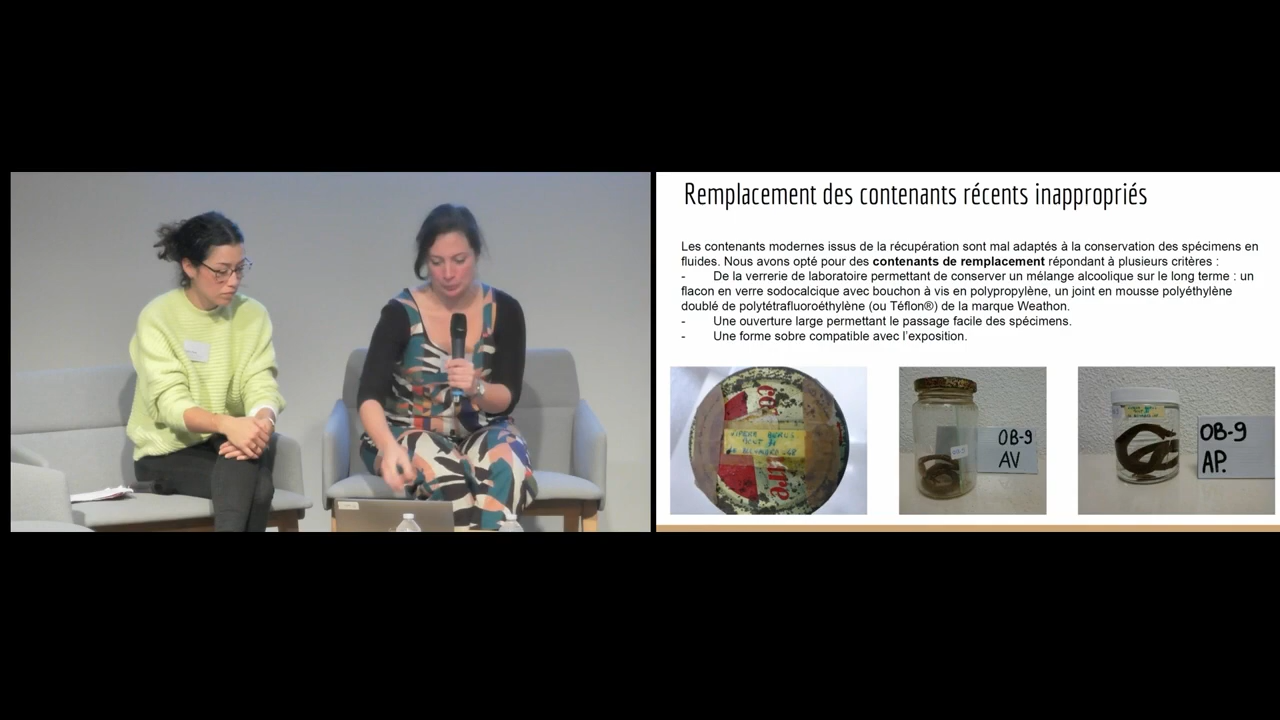 Remplacement des contenants récents inappropriés
Les contenants modernes issus de la récupération sont mal adaptés à la conservation des spécimens en
fluides. Nous avons opté pour des contenants de remplacement répondant à plusieurs critères :
- De la verrerie de laboratoire permettant de conserver un mélange alcoolique sur le long terme : un
flacon en verre sodocalcique avec bouchon à vis en polypropylène, un joint en mousse polyéthylène
doublé de polytétrafluoroéthylène (ou Téflon®) de la marque Weathon.
- Une ouverture large permettant le passage facile des spécimens.
- Une forme sobre compatible avec l'exposition.
OB-9
AV
OB-9
AP.